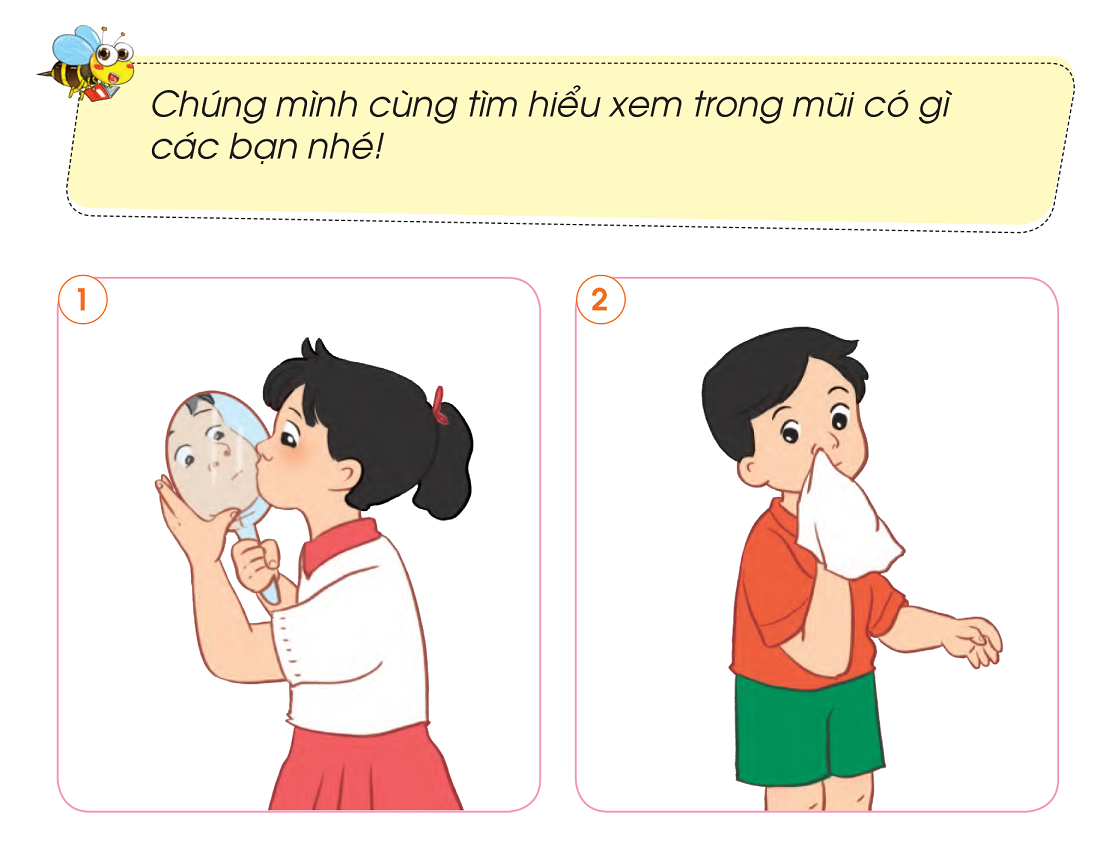 Chúng mình cùng tìm hiểu xem trong mũi có gì
các bạn nhé!
1
2